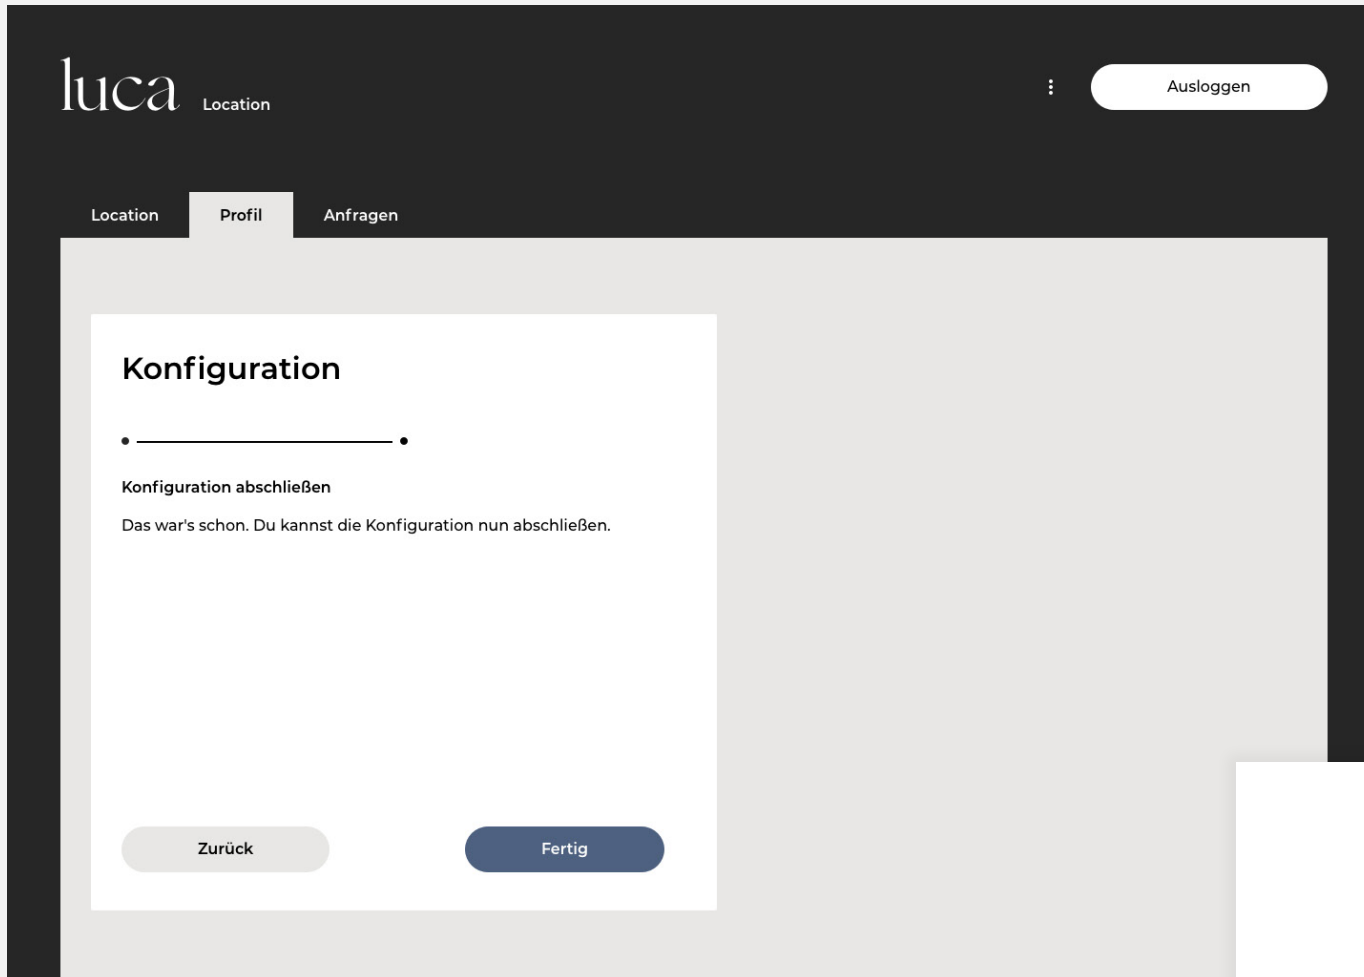 luca Location
Ausloggen
Location Profil Anfragen
Konfiguration
Konfiguration abschließen
Das war's schon. Du kannst die Konfiguration nun abschließen.
Zurück Fertig